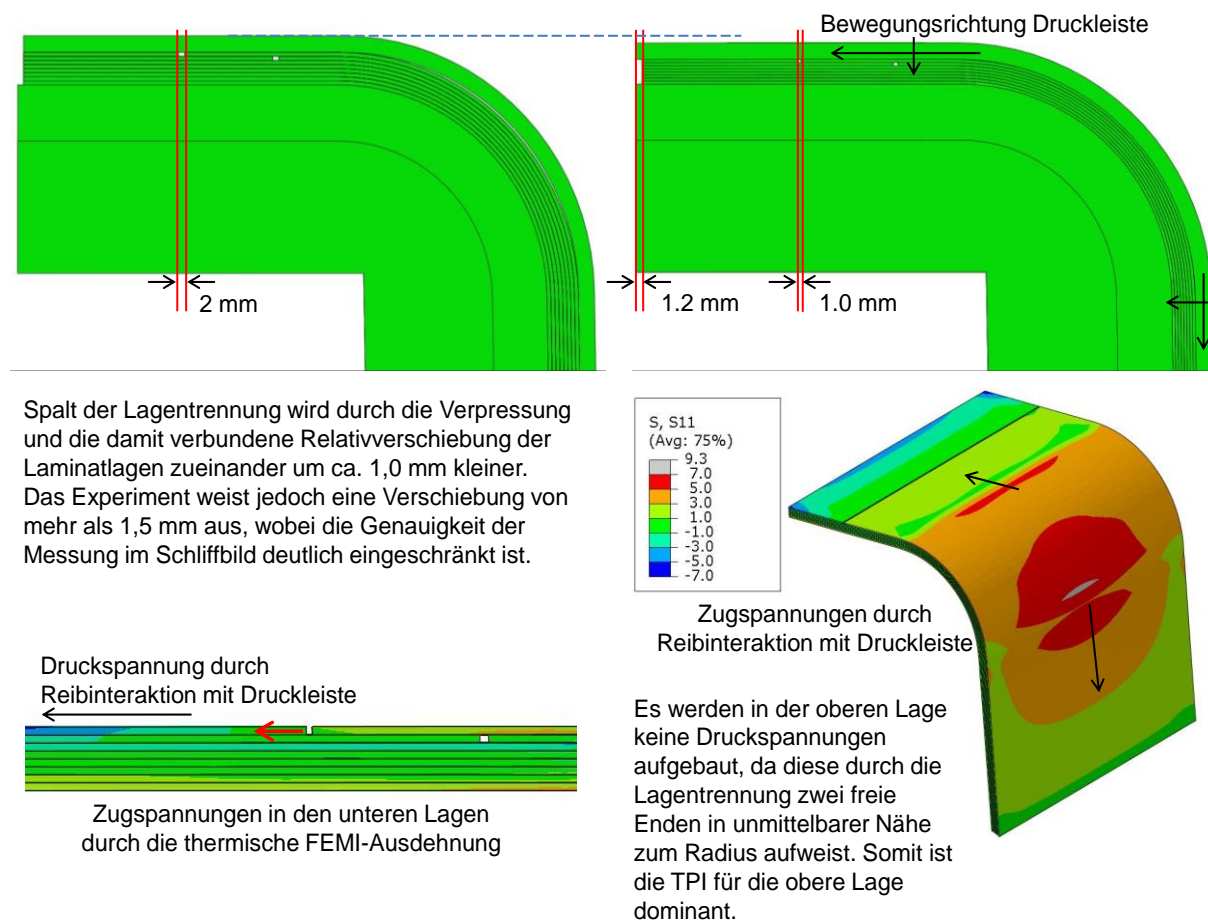 Bewegungsrichtung Druckleiste
2 mm
1.2 mm
1.0 mm
Spalt der Lagentrennung wird durch die Verpressung
und die damit verbundene Relativverschiebung der
Laminatlagen zueinander um ca. 1,0 mm kleiner.
Das Experiment weist jedoch eine Verschiebung von
mehr als 1,5 mm aus, wobei die Genauigkeit der
Messung im Schliffbild deutlich eingeschränkt ist.
S, S11
(Avg: 75%)
9.3
7.0
5.0
3.0
1.0
-1.0
-3.0
-5.0
-7.0
Zugspannungen durch
Reibinteraktion mit Druckleiste
Druckspannung durch
Reibinteraktion mit Druckleiste
Zugspannungen in den unteren Lagen
durch die thermische FEMI-Ausdehnung
Es werden in der oberen Lage
keine Druckspannungen
aufgebaut, da diese durch die
Lagentrennung zwei freie
Enden in unmittelbarer Nähe
zum Radius aufweist. Somit ist
die TPI für die obere Lage
dominant.